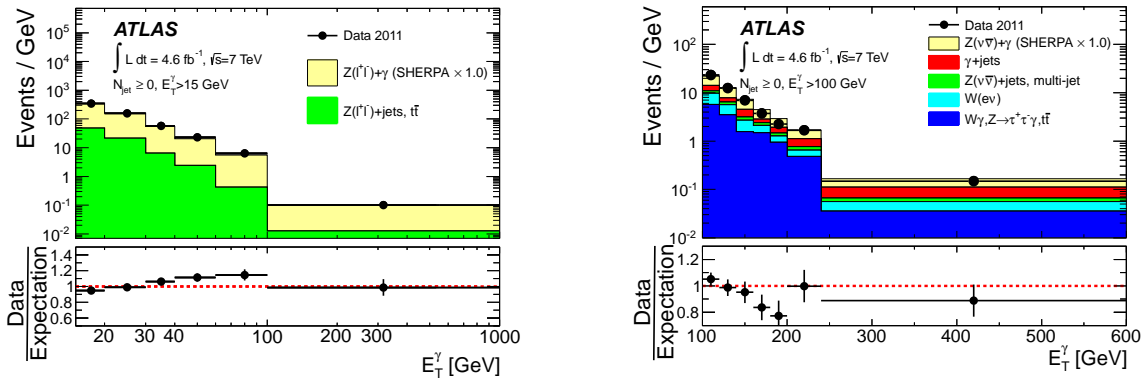 ATLAS
∫ L dt = 4.6 fb⁻¹, √s=7 TeV
N_jet ≥ 0, E_T^γ>15 GeV
Data 2011
Z(l⁺l⁻)+γ (SHERPA × 1.0)
Z(l⁺l⁻)+jets, tt̄
Events / GeV
10⁵
10⁴
10³
10²
10
1
10⁻¹
10⁻²
Data
Expectation
1.4
1.2
1
0.8
0.6
20 30 40 100 200 300 1000
E_T^γ [GeV]
ATLAS
∫ L dt = 4.6 fb⁻¹, √s=7 TeV
N_jet ≥ 0, E_T^γ>100 GeV
Data 2011
Z(νν̄)+γ (SHERPA × 1.0)
γ+jets
Z(νν̄)+jets, multi-jet
W(eν)
Wγ,Z→τ⁺τ⁻γ,tt̄
Events / GeV
10²
10
1
10⁻¹
10⁻²
Data
Expectation
1.2
1
0.8
100 200 300 400 500 600
E_T^γ [GeV]